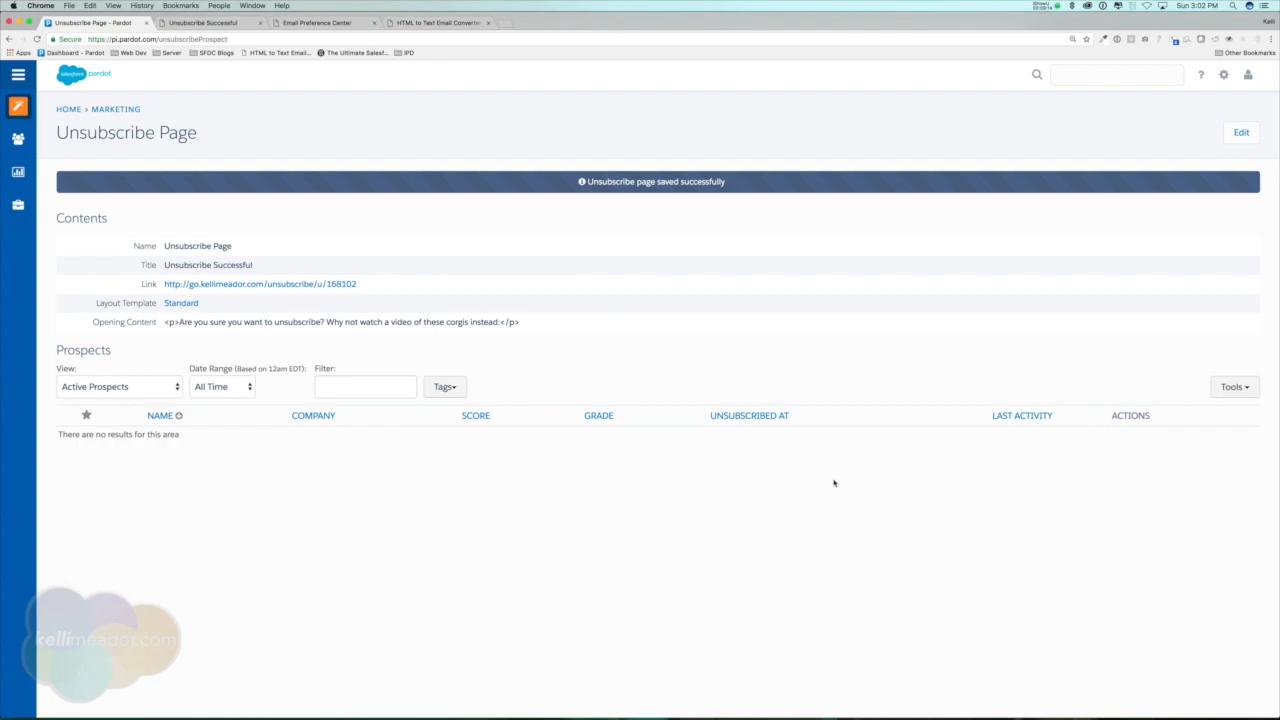 Chrome File Edit View History Bookmarks People Window Help Sun 3:02 PM
Unsubscribe Page - Pardot × Unsubscribe Successful × Email Preference Center × HTML to Text Email Converter × Kelli
Secure https://pi.pardot.com/unsubscribeProspect
Apps Dashboard - Pardot Web Dev Server SFDC Blogs HTML to Text Email... The Ultimate Salesf... IPD Other Bookmarks
salesforce pardot ?
HOME > MARKETING
Unsubscribe Page
Edit
Unsubscribe page saved successfully
Contents
Name Unsubscribe Page
Title Unsubscribe Successful
Link http://go.kellimeador.com/unsubscribe/u/168102
Layout Template Standard
Opening Content <p>Are you sure you want to unsubscribe? Why not watch a video of these corgis instead:</p>
Prospects
View: Date Range (Based on 12am EDT): Filter:
Active Prospects All Time Tags Tools
NAME COMPANY SCORE GRADE UNSUBSCRIBED AT LAST ACTIVITY ACTIONS
There are no results for this area
kellimeador.com